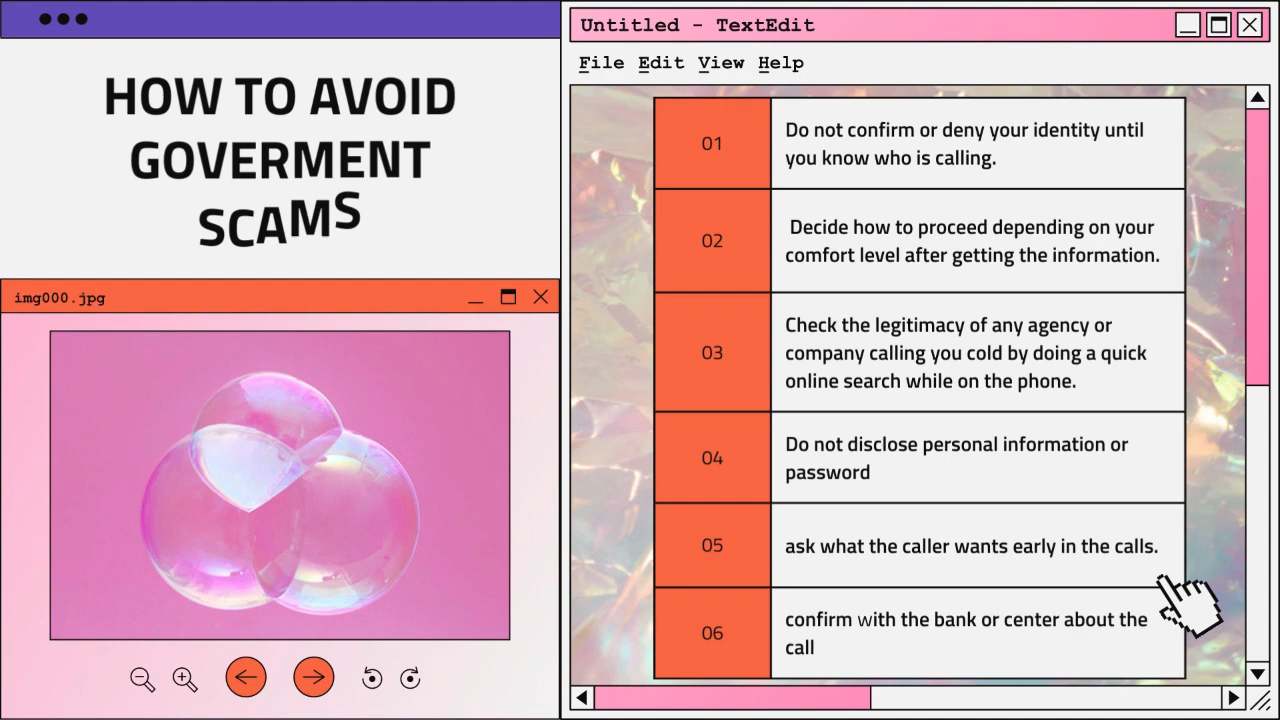 HOW TO AVOID
GOVERMENT
SCAMS
img000.jpg
Untitled - TextEdit
File Edit View Help
01
Do not confirm or deny your identity until
you know who is calling.
02
Decide how to proceed depending on your
comfort level after getting the information.
03
Check the legitimacy of any agency or
company calling you cold by doing a quick
online search while on the phone.
04
Do not disclose personal information or
password
05
ask what the caller wants early in the calls.
06
confirm with the bank or center about the
call